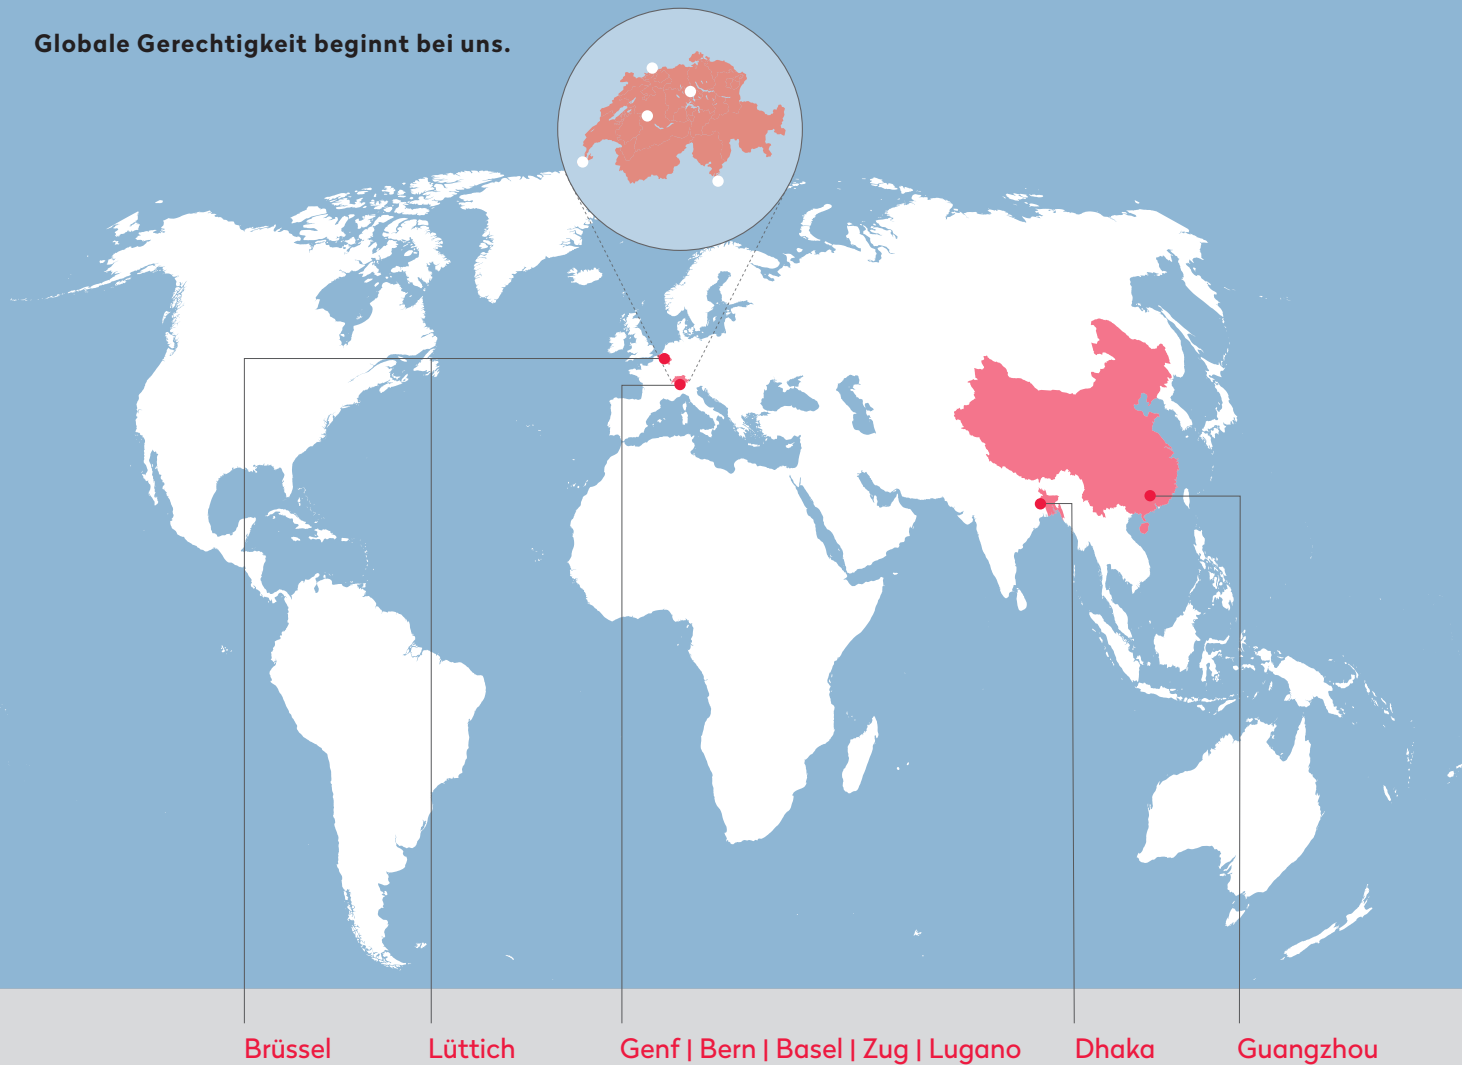 Globale Gerechtigkeit beginnt bei uns.
Brüssel
Lüttich
Genf | Bern | Basel | Zug | Lugano
Dhaka
Guangzhou